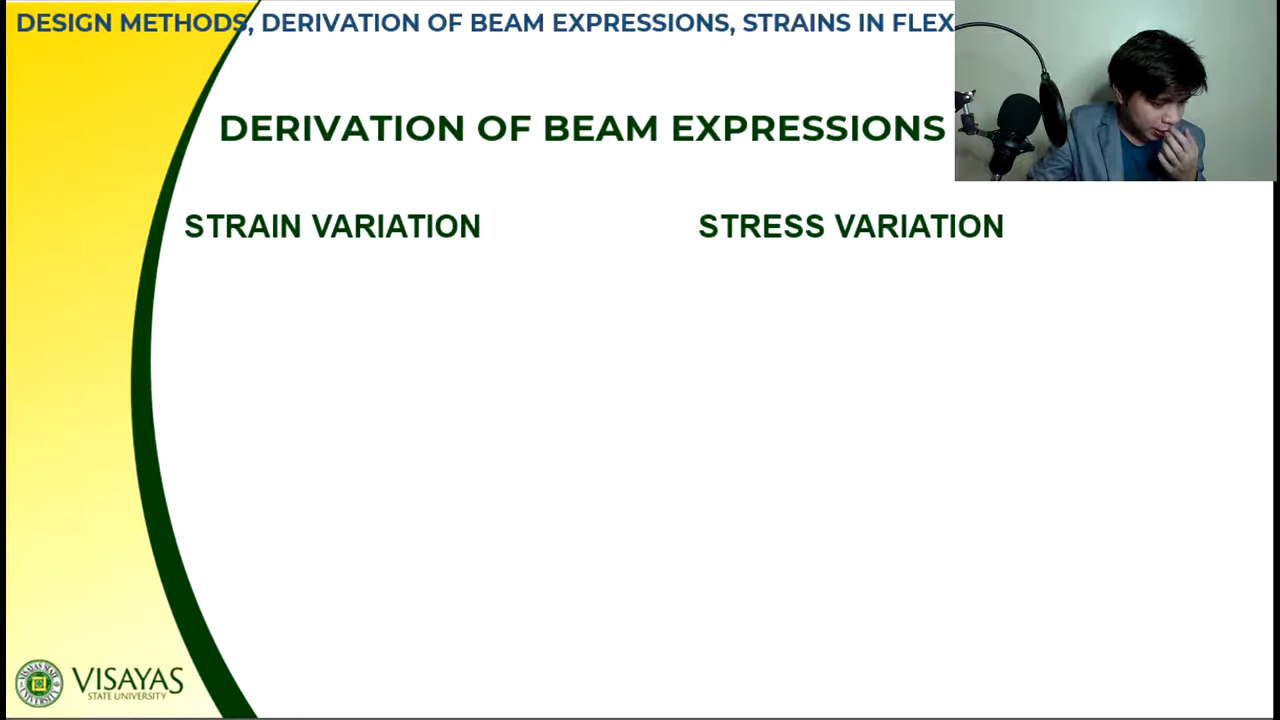 DESIGN METHODS, DERIVATION OF BEAM EXPRESSIONS, STRAINS IN FLEX
DERIVATION OF BEAM EXPRESSIONS
STRAIN VARIATION
STRESS VARIATION
VISAYAS
STATE UNIVERSITY